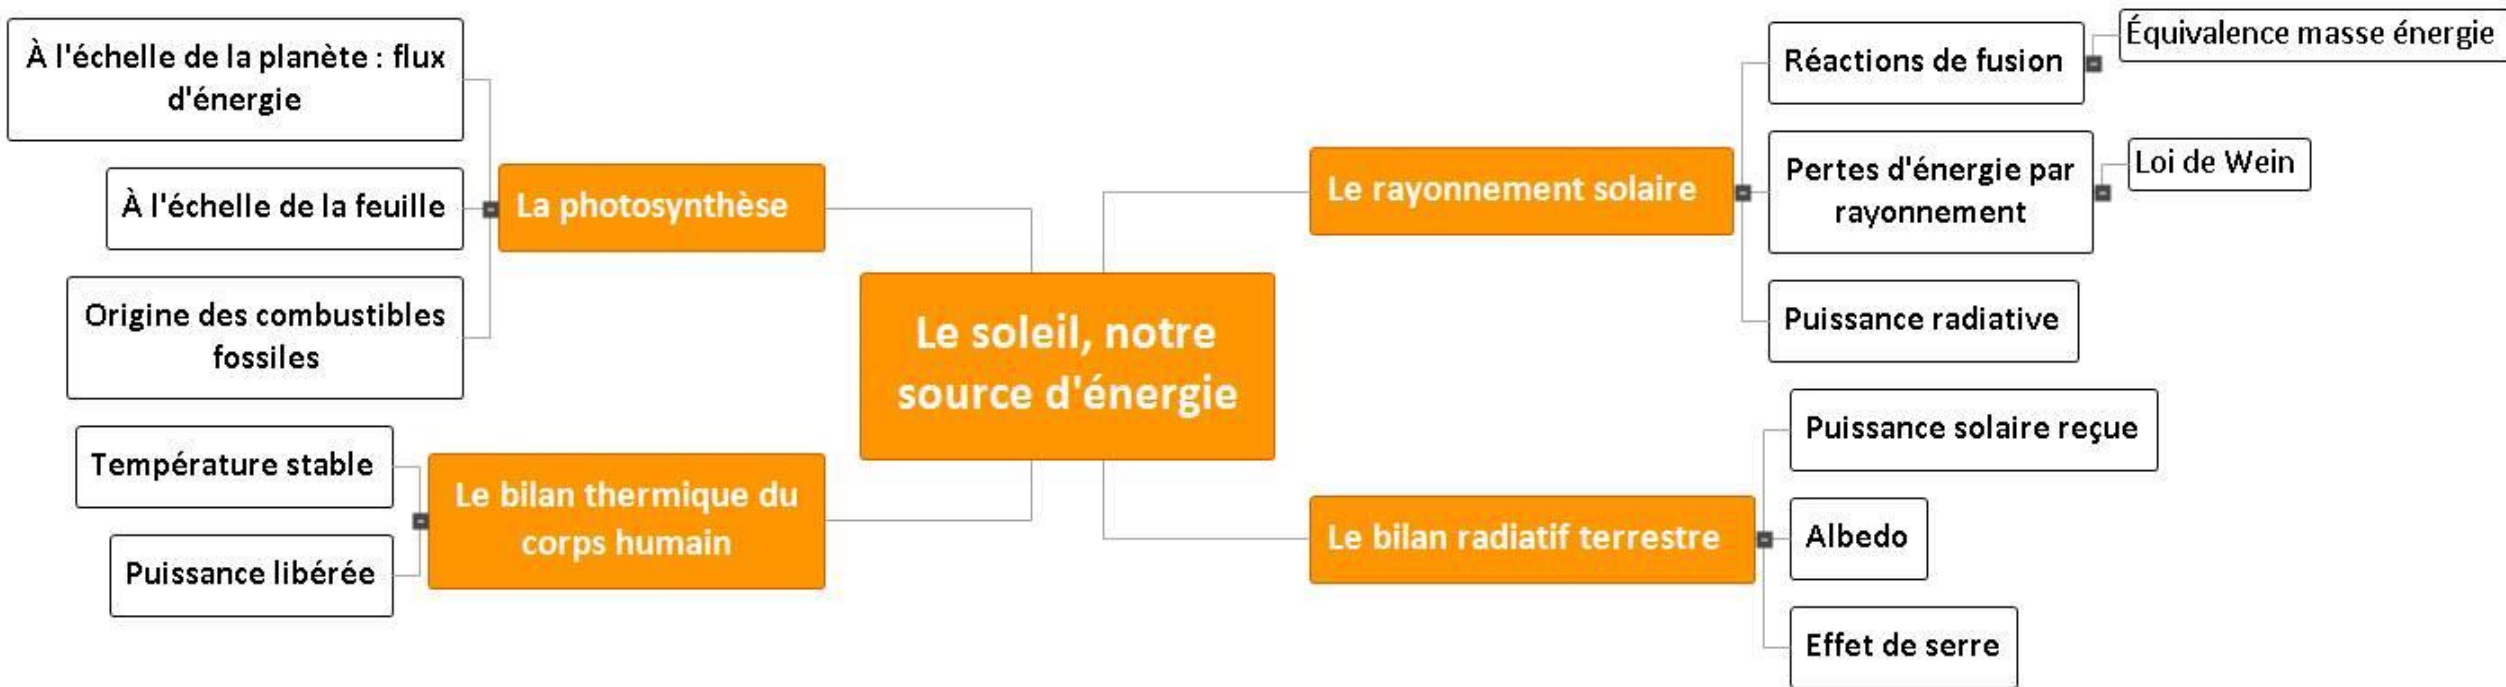 À l'échelle de la planète : flux
d'énergie
À l'échelle de la feuille
Origine des combustibles
fossiles
La photosynthèse
Température stable
Puissance libérée
Le bilan thermique du
corps humain
Le soleil, notre
source d'énergie
Le rayonnement solaire
Réactions de fusion
Équivalence masse énergie
Pertes d'énergie par
rayonnement
Loi de Wein
Puissance radiative
Le bilan radiatif terrestre
Puissance solaire reçue
Albedo
Effet de serre